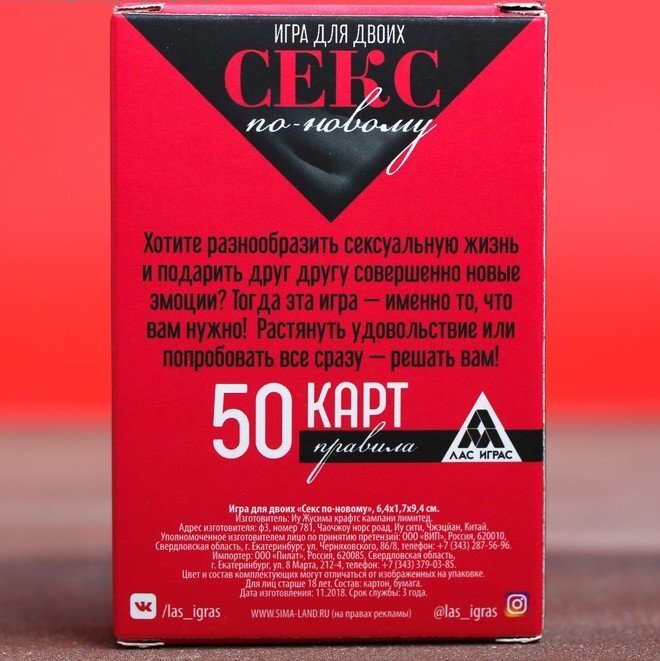 ИГРА ДЛЯ ДВОИХ
СЕКС
по-новому
Хотите разнообразить сексуальную жизнь
и подарить друг другу совершенно новые
эмоции? Тогда эта игра — именно то, что
вам нужно! Растянуть удовольствие или
попробовать все сразу — решать вам!
50 КАРТ
правила
ЛАС ИГРАС
Игра для двоих «Секс по-новому», 6,4х1,7х9,4 см.
Изготовитель: Иу Жусима крафтс кампани лимитед.
Адрес изготовителя: ф3, номер 781, Чаочжоу норс роад, Иу сити, Чжэцйан, Китай.
Уполномоченное изготовителем лицо по принятию претензий: ООО «ВИП», Россия, 620010,
Свердловская область, г. Екатеринбург, ул. Черняховского, 86/8, телефон: +7 (343) 287-56-96.
Импортер: ООО «Пилат», Россия, 620085, Свердловская область,
г. Екатеринбург, ул. 8 Марта, 212-4, телефон: +7 (343) 379-03-85.
Цвет и состав комплектующих могут отличаться от изображенных на упаковке.
Для лиц старше 18 лет. Состав: картон, бумага.
Дата изготовления: 11.2018. Срок службы: 3 года.
/las_igras
WWW.SIMA-LAND.RU (на правах рекламы)
@las_igras